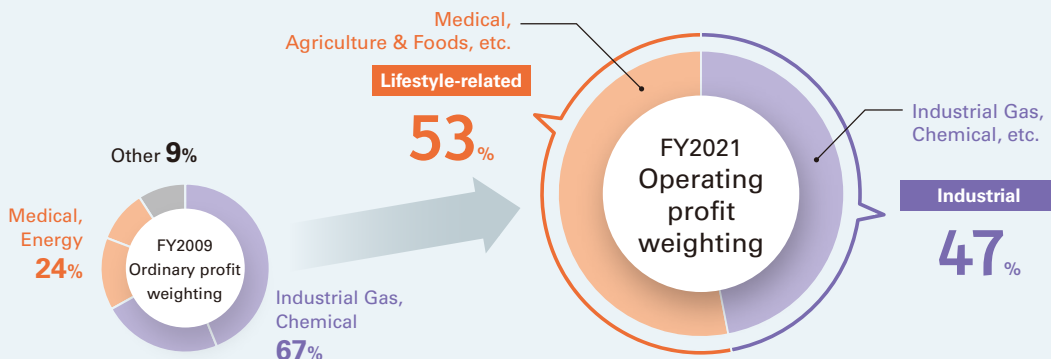 Medical,
Agriculture & Foods, etc.
Lifestyle-related
53%
Other 9%
Medical,
Energy
24%
FY2009
Ordinary profit
weighting
Industrial Gas,
Chemical
67%
FY2021
Operating
profit
weighting
Industrial Gas,
Chemical, etc.
Industrial
47%